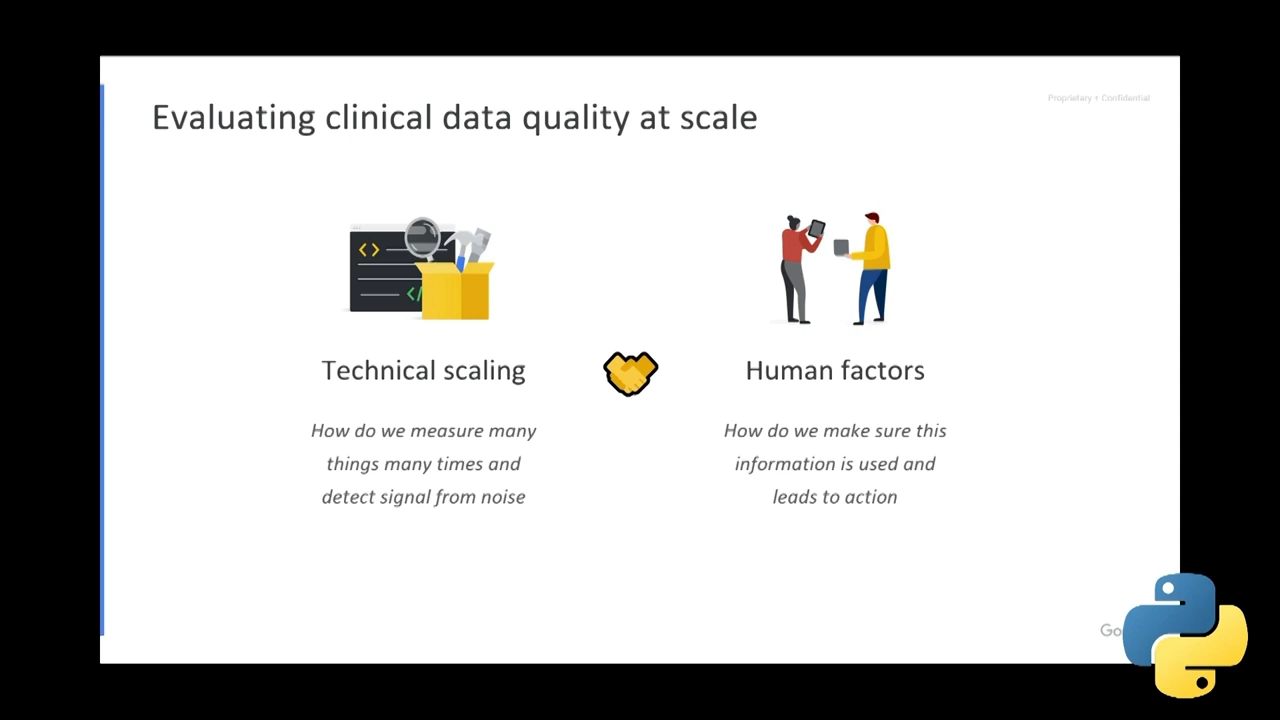 Proprietary + Confidential
Evaluating clinical data quality at scale
Technical scaling
How do we measure many
things many times and
detect signal from noise
Human factors
How do we make sure this
information is used and
leads to action